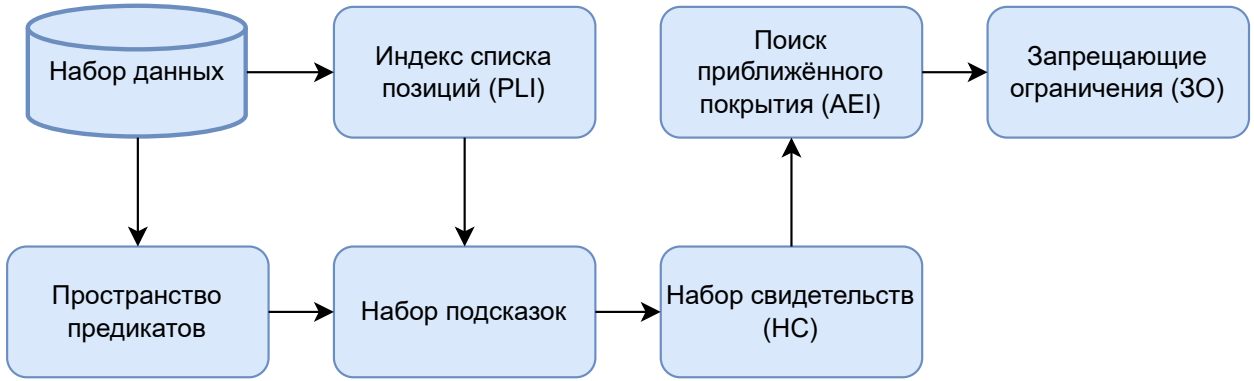 Набор данных
Индекс списка
позиций (PLI)
Поиск
приближённого
покрытия (AEI)
Запрещающие
ограничения (ЗО)
Пространство
предикатов
Набор подсказок
Набор свидетельств
(НС)